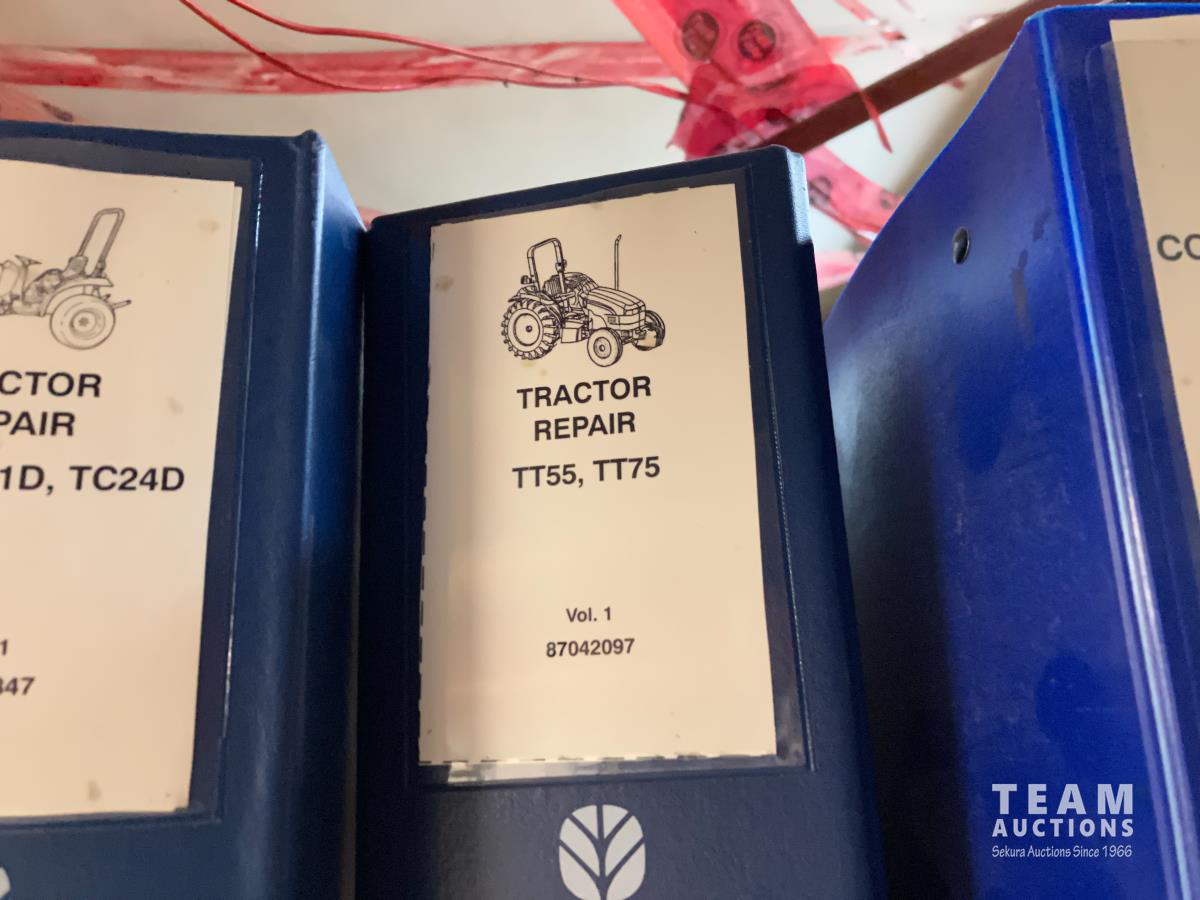 CTOR
PAIR
1D, TC24D
1
347
TRACTOR
REPAIR
TT55, TT75
Vol. 1
87042097
CO
TEAM
AUCTIONS
Sekura Auctions Since 1966